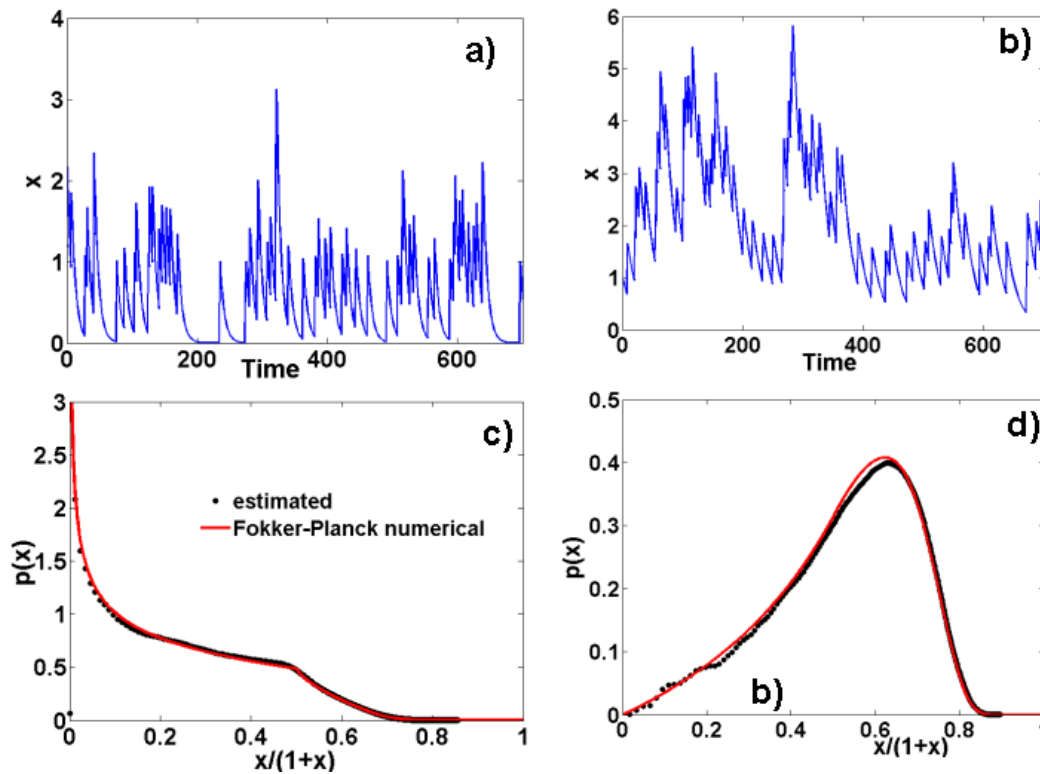 a)
4
3
2
1
0
x
0 200 400 600
Time
b)
6
5
4
3
2
1
0
x
0 200 400 600
Time
c)
3
2.5
2
1.5
1
0.5
0
p(x)
estimated
Fokker-Planck numerical
0 0.2 0.4 0.6 0.8 1
x/(1+x)
d)
0.5
0.4
0.3
0.2
0.1
0
p(x)
b)
0 0.2 0.4 0.6 0.8 1
x/(1+x)